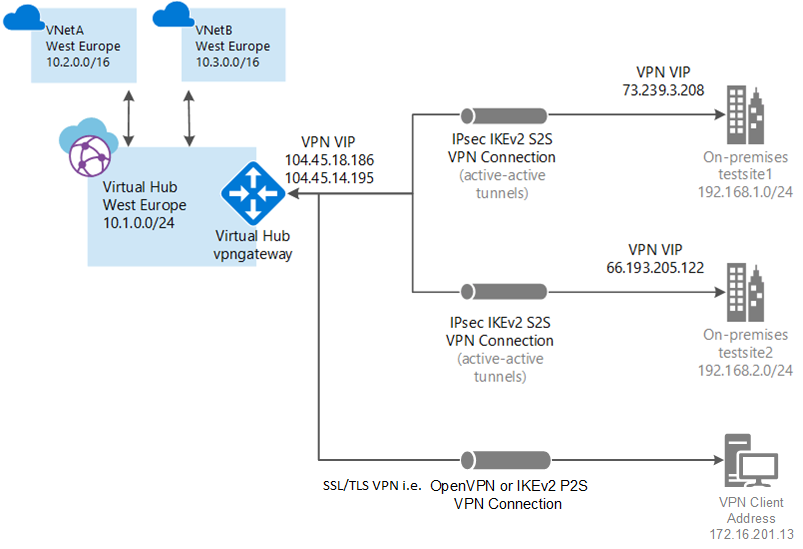 VNetA
West Europe
10.2.0.0/16
VNetB
West Europe
10.3.0.0/16
Virtual Hub
West Europe
10.1.0.0/24
Virtual Hub
vpngateway
VPN VIP
104.45.18.186
104.45.14.195
IPsec IKEv2 S2S
VPN Connection
(active-active
tunnels)
VPN VIP
73.239.3.208
On-premises
testsite1
192.168.1.0/24
IPsec IKEv2 S2S
VPN Connection
(active-active
tunnels)
VPN VIP
66.193.205.122
On-premises
testsite2
192.168.2.0/24
SSL/TLS VPN i.e. OpenVPN or IKEv2 P2S
VPN Connection
VPN Client
Address
172.16.201.13